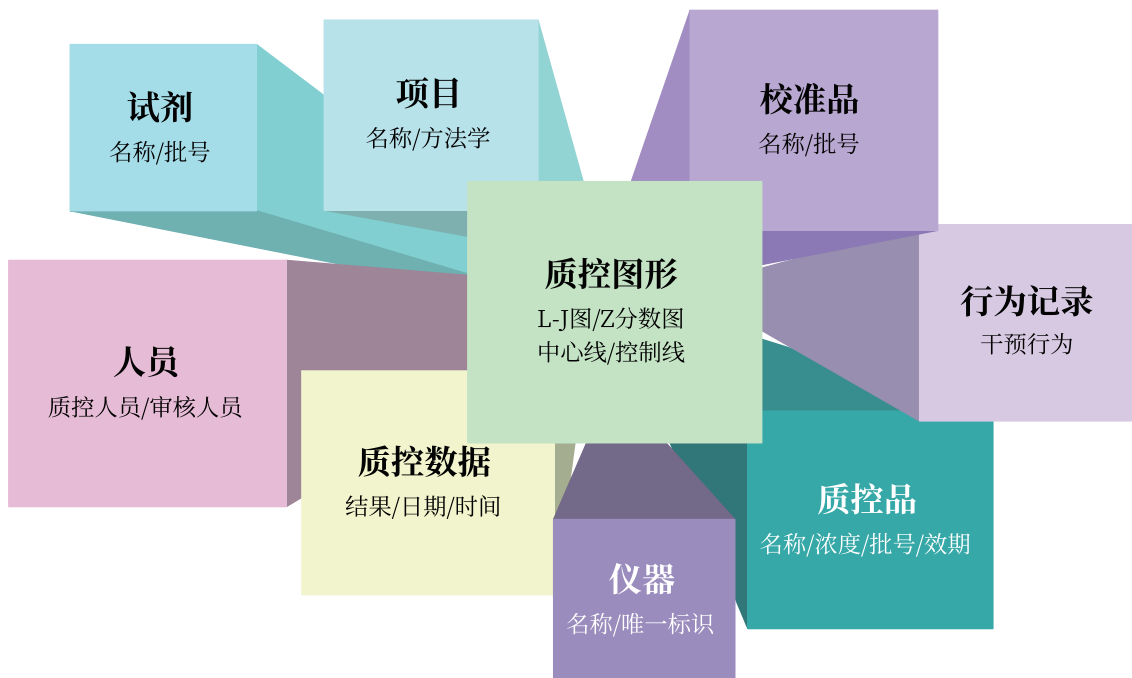 试剂
名称/批号
项目
名称/方法学
校准品
名称/批号
质控图形
L-J图/Z分数图
中心线/控制线
行为记录
干预行为
人员
质控人员/审核人员
质控数据
结果/日期/时间
质控品
名称/浓度/批号/效期
仪器
名称/唯一标识